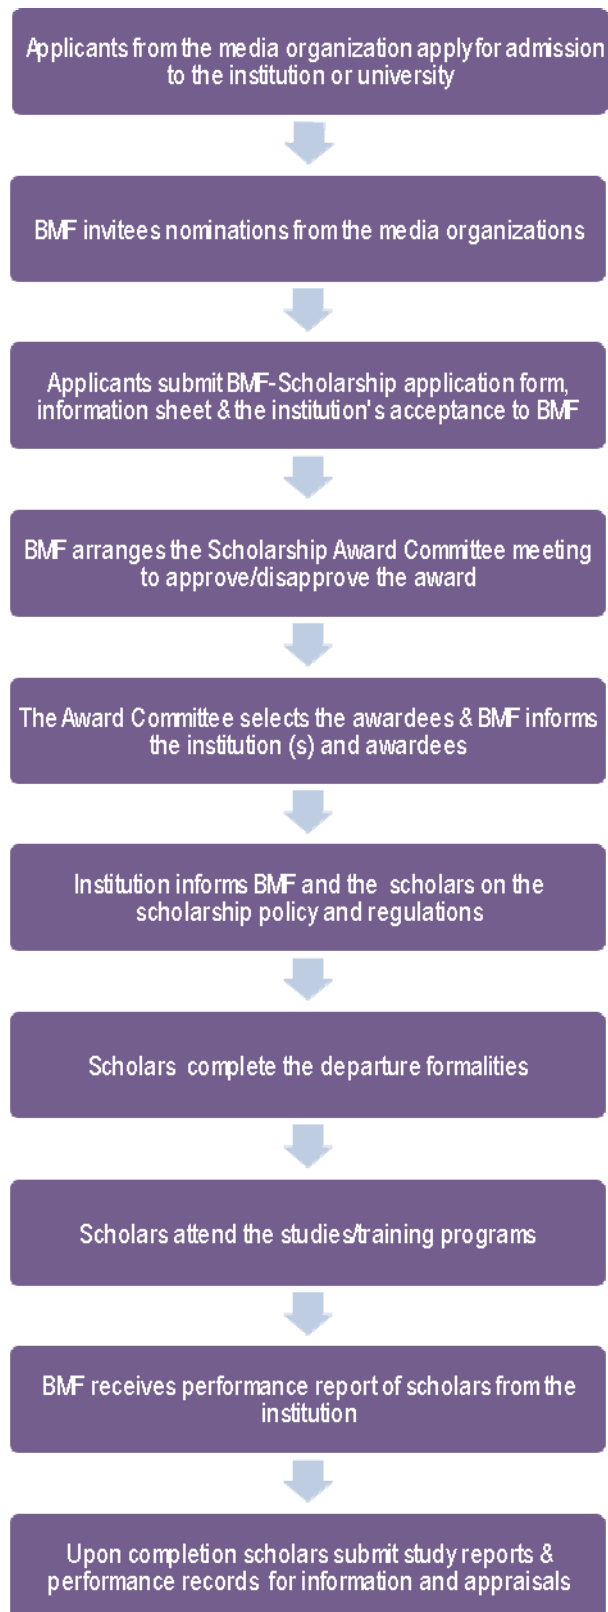 Applicants from the media organization apply for admission
to the institution or university
BMF invitees nominations from the media organizations
Applicants submit BMF-Scholarship application form,
information sheet & the institution's acceptance to BMF
BMF arranges the Scholarship Award Committee meeting
to approve/disapprove the award
The Award Committee selects the awardees & BMF informs
the institution (s) and awardees
Institution informs BMF and the scholars on the
scholarship policy and regulations
Scholars complete the departure formalities
Scholars attend the studies/training programs
BMF receives performance report of scholars from the
institution
Upon completion scholars submit study reports &
performance records for information and appraisals